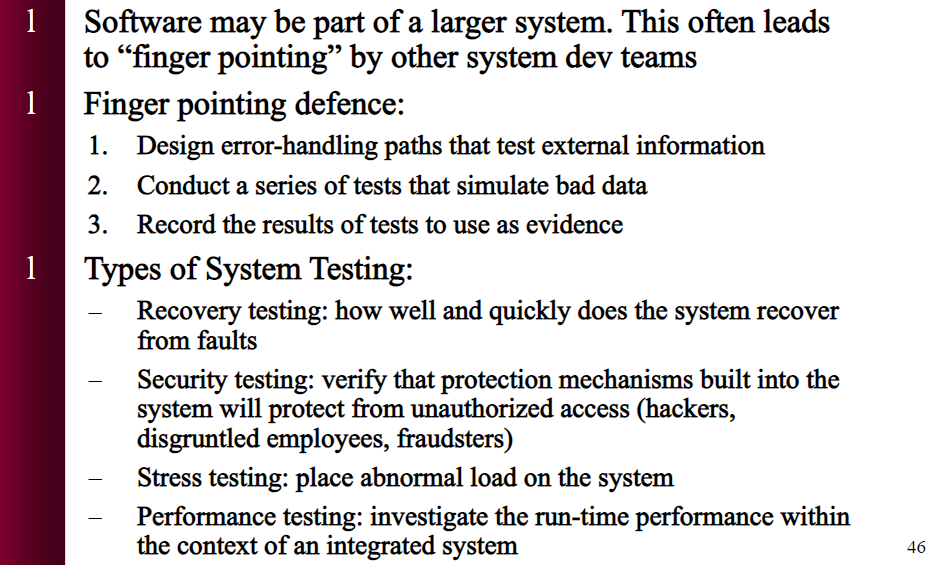 l Software may be part of a larger system. This often leads
to “finger pointing” by other system dev teams
l Finger pointing defence:
1. Design error-handling paths that test external information
2. Conduct a series of tests that simulate bad data
3. Record the results of tests to use as evidence
l Types of System Testing:
– Recovery testing: how well and quickly does the system recover
from faults
– Security testing: verify that protection mechanisms built into the
system will protect from unauthorized access (hackers,
disgruntled employees, fraudsters)
– Stress testing: place abnormal load on the system
– Performance testing: investigate the run-time performance within
the context of an integrated system
46